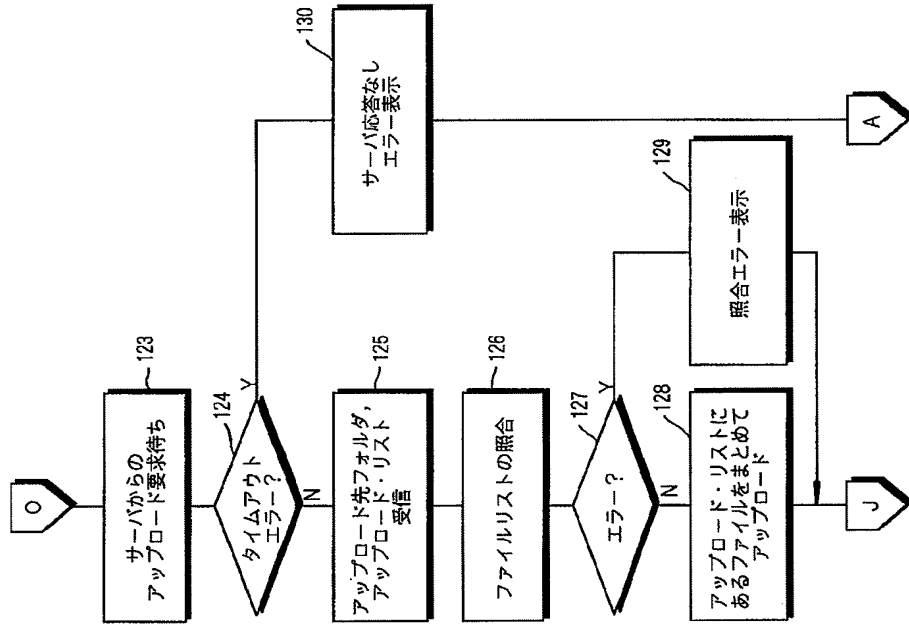 O
サーバからの
アップロード要求待ち
123
タイムアウト
エラー?
124
Y
N
サーバ応答なし
エラー表示
130
アップロード先フォルダ,
アップロード・リスト
受信
125
ファイルリストの照合
126
エラー?
127
Y
N
照合エラー表示
129
アップロード・リストに
あるファイルをまとめて
アップロード
128
J
A